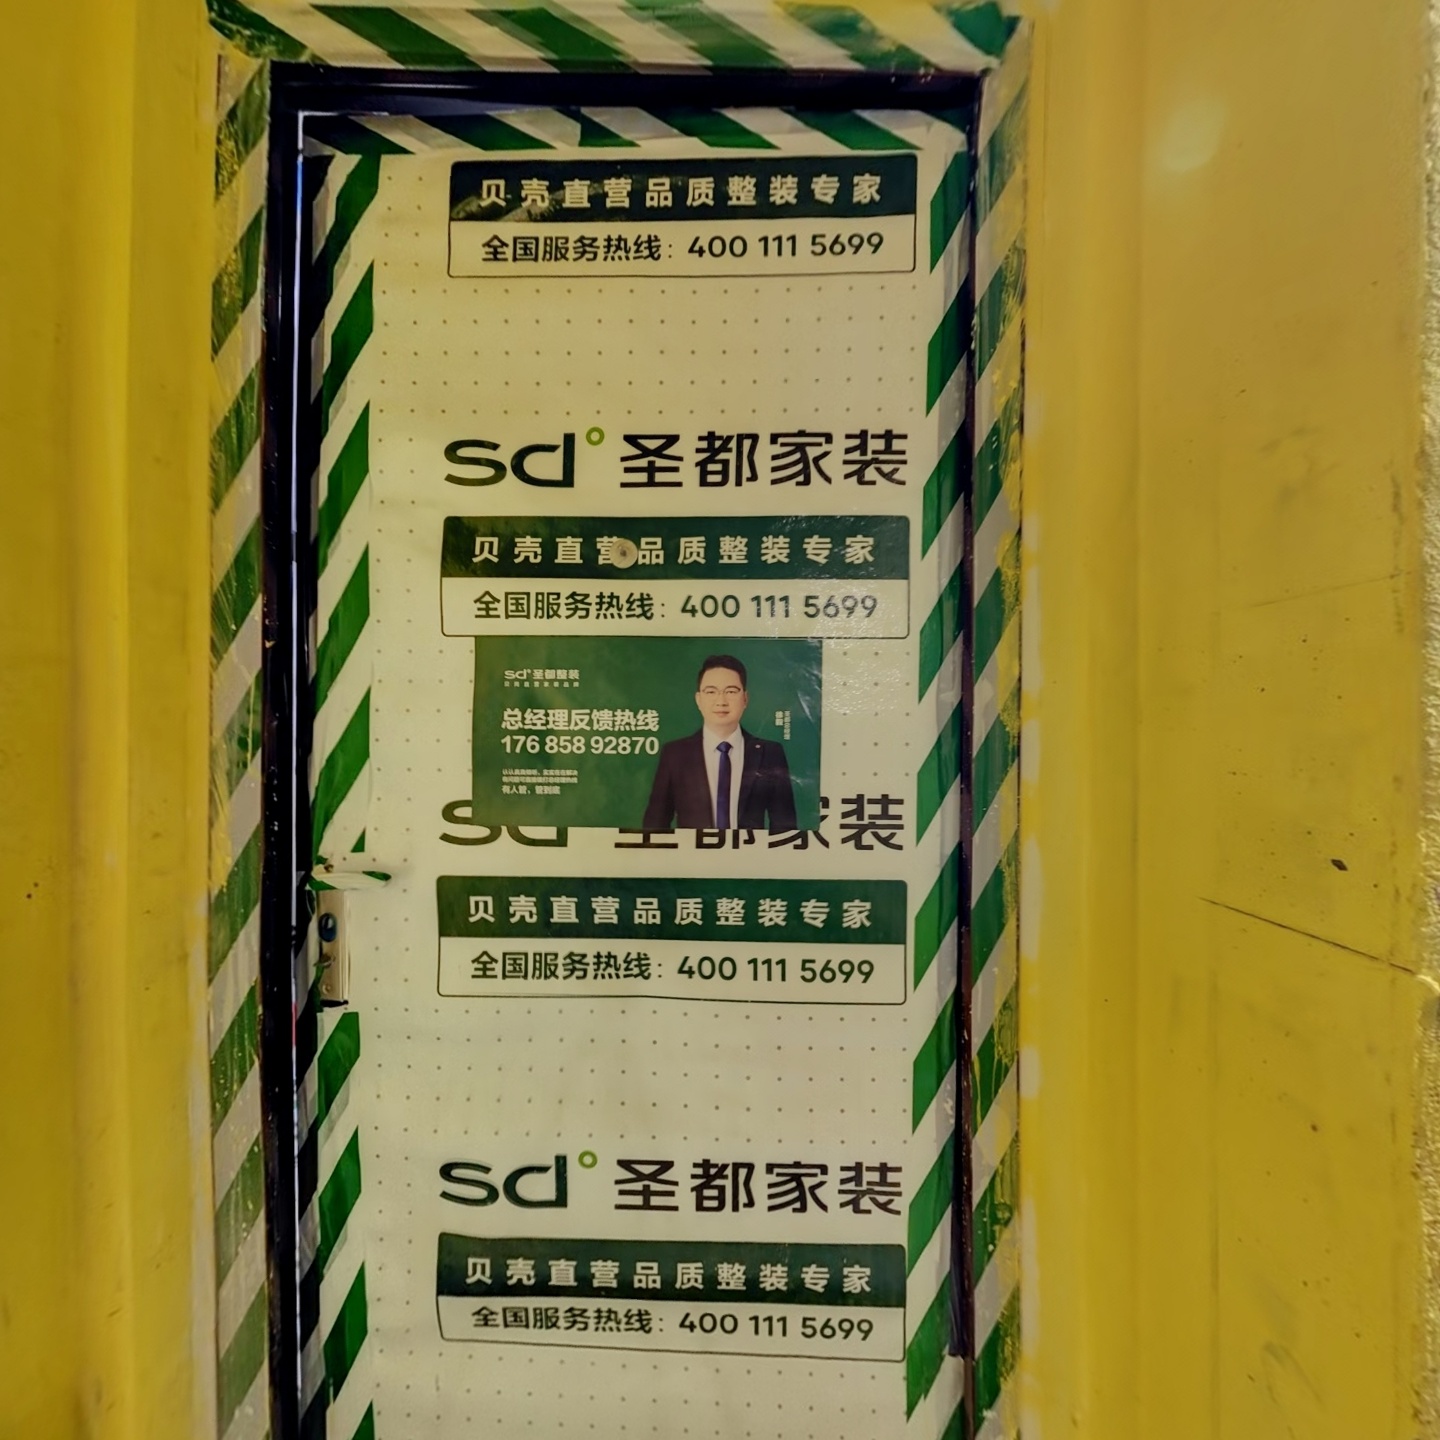 贝壳直营品质整装专家
全国服务热线: 400 111 5699
sd° 圣都家装
贝壳直营品质整装专家
全国服务热线: 400 111 5699
sd° 圣都整装
总经理反馈热线
176 858 92870
有人管，管到底
sd° 圣都家装
贝壳直营品质整装专家
全国服务热线: 400 111 5699
sd° 圣都家装
贝壳直营品质整装专家
全国服务热线: 400 111 5699